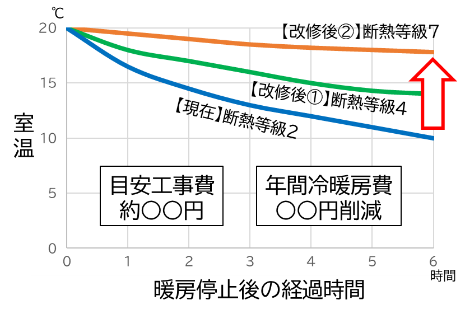 ℃
20
15
10
5
0
室温
【改修後②】断熱等級7
【改修後①】断熱等級4
【現在】断熱等級2
目安工事費
約〇〇円
年間冷暖房費
〇〇円削減
0 1 2 3 4 5 6
時間
暖房停止後の経過時間